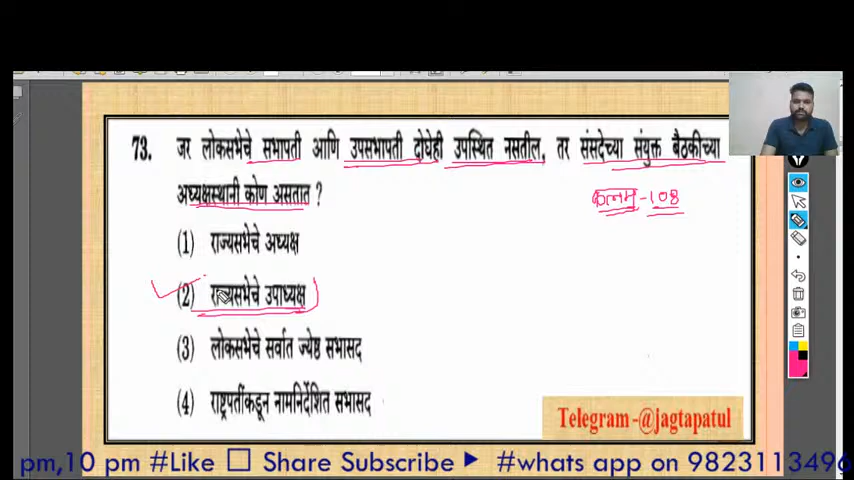 73. जर लोकसभेचे सभापती आणि उपसभापती दोघेही उपस्थित नसतील, तर संसदेच्या संयुक्त बैठकीच्या
अध्यक्षस्थानी कोण असतात ?
कलम - 108
(1) राज्यसभेचे अध्यक्ष
(2) राज्यसभेचे उपाध्यक्ष
(3) लोकसभेचे सर्वात ज्येष्ठ सभासद
(4) राष्ट्रपतींकडून नामनिर्देशित सभासद
Telegram -@jagtapatul
pm,10 pm #Like □ Share Subscribe ▶ #whats app on 9823113496